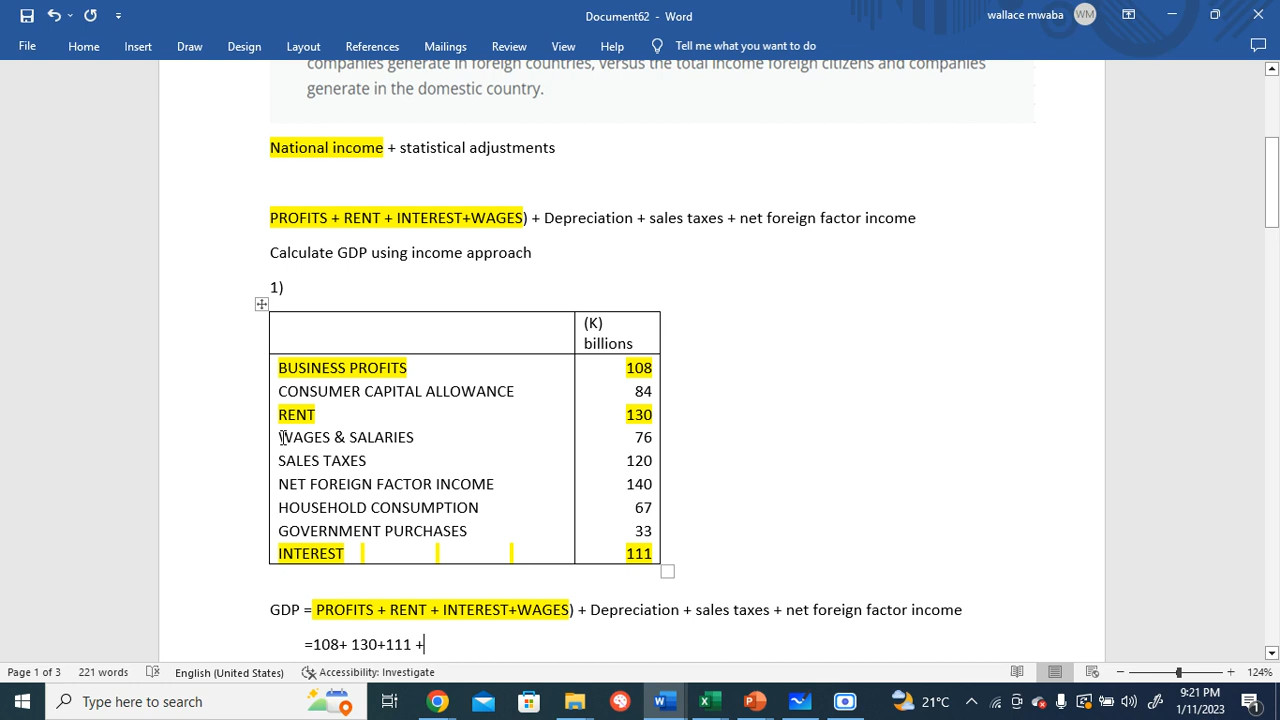 Document62 - Word
wallace mwaba WM
File Home Insert Draw Design Layout References Mailings Review View Help Tell me what you want to do
companies generate in foreign countries, versus the total income foreign citizens and companies
generate in the domestic country.
National income + statistical adjustments
PROFITS + RENT + INTEREST+WAGES) + Depreciation + sales taxes + net foreign factor income
Calculate GDP using income approach
1)
(K)
billions
BUSINESS PROFITS 108
CONSUMER CAPITAL ALLOWANCE 84
RENT 130
WAGES & SALARIES 76
SALES TAXES 120
NET FOREIGN FACTOR INCOME 140
HOUSEHOLD CONSUMPTION 67
GOVERNMENT PURCHASES 33
INTEREST 111
GDP = PROFITS + RENT + INTEREST+WAGES) + Depreciation + sales taxes + net foreign factor income
=108+ 130+111 +
Page 1 of 3 221 words English (United States) Accessibility: Investigate 124%
Type here to search 21°C 9:21 PM
1/11/2023